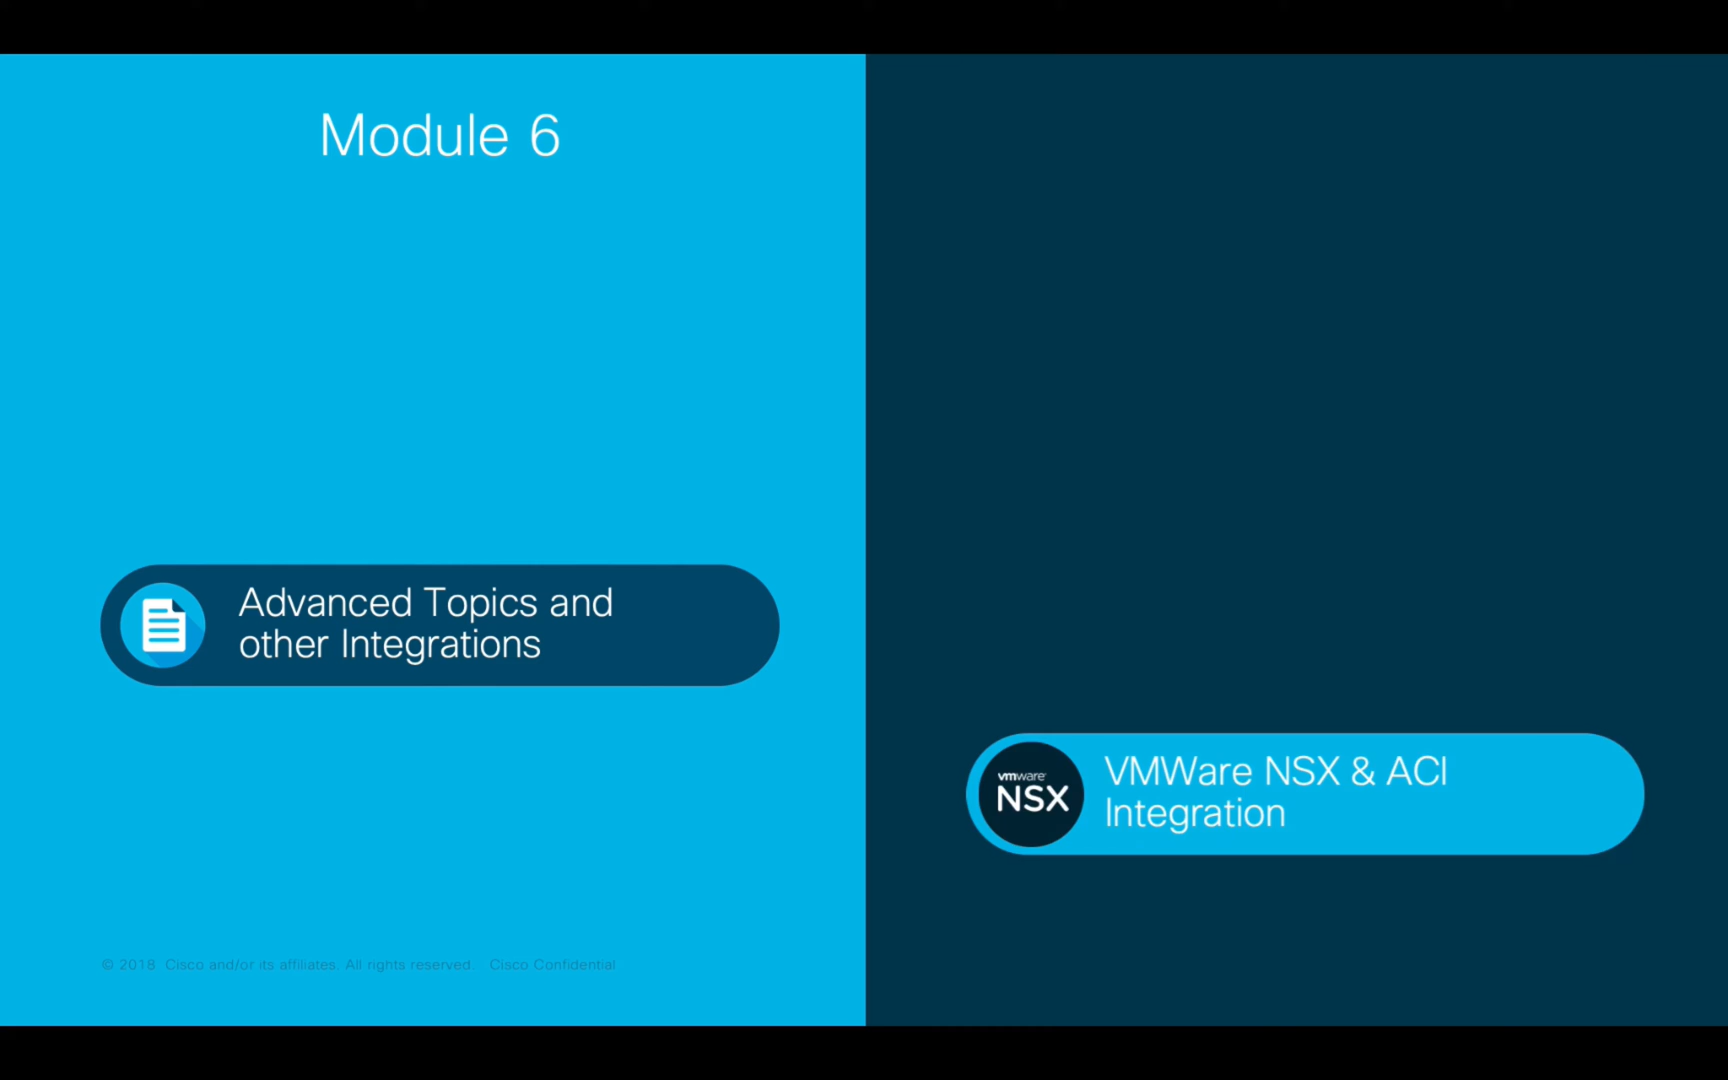 Module 6
Advanced Topics and
other Integrations
vmware
NSX
VMWare NSX & ACI
Integration
© 2018 Cisco and/or its affiliates. All rights reserved. Cisco Confidential